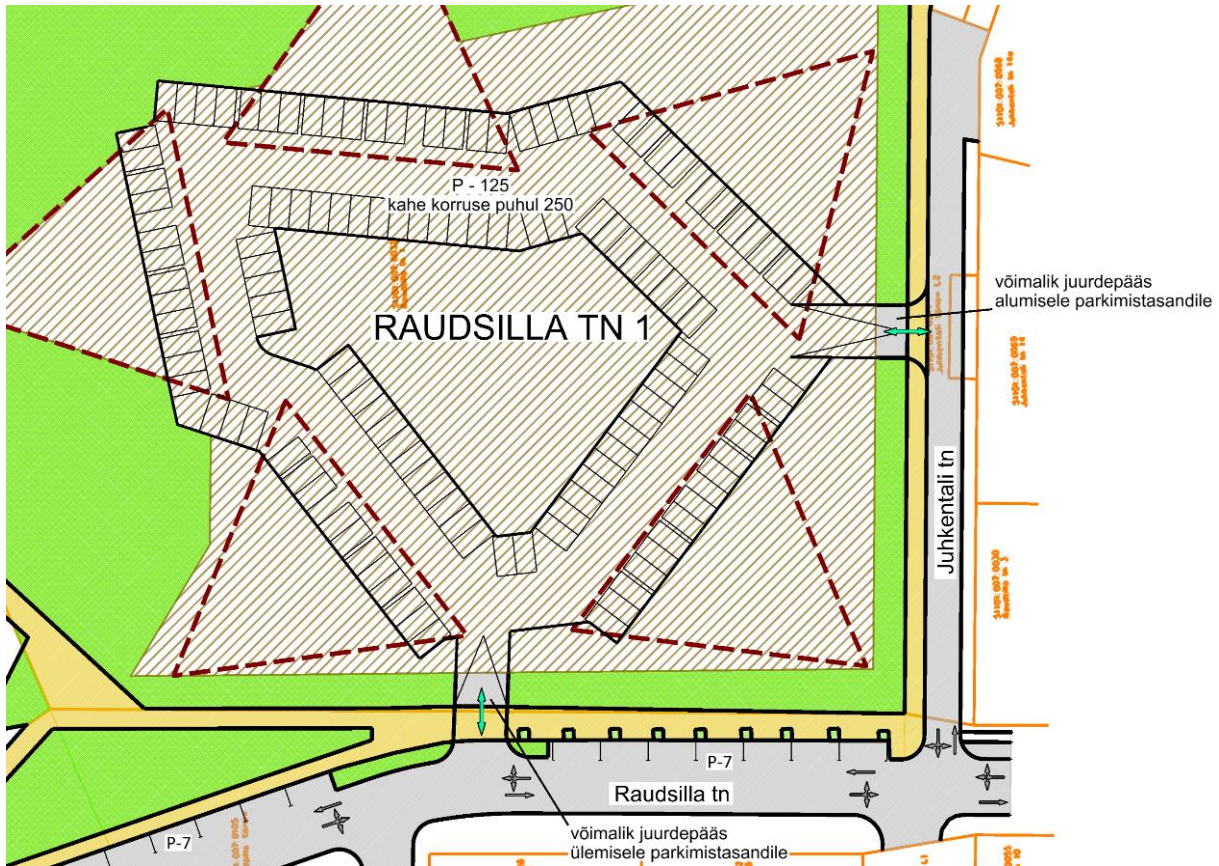 P - 125
kahe korruse puhul 250
RAUDSILLA TN 1
võimalik juurdepääs
alumisele parkimistasandile
Juhkentali tn
P-7
Raudsilla tn
P-7
võimalik juurdepääs
ülemisele parkimistasandile